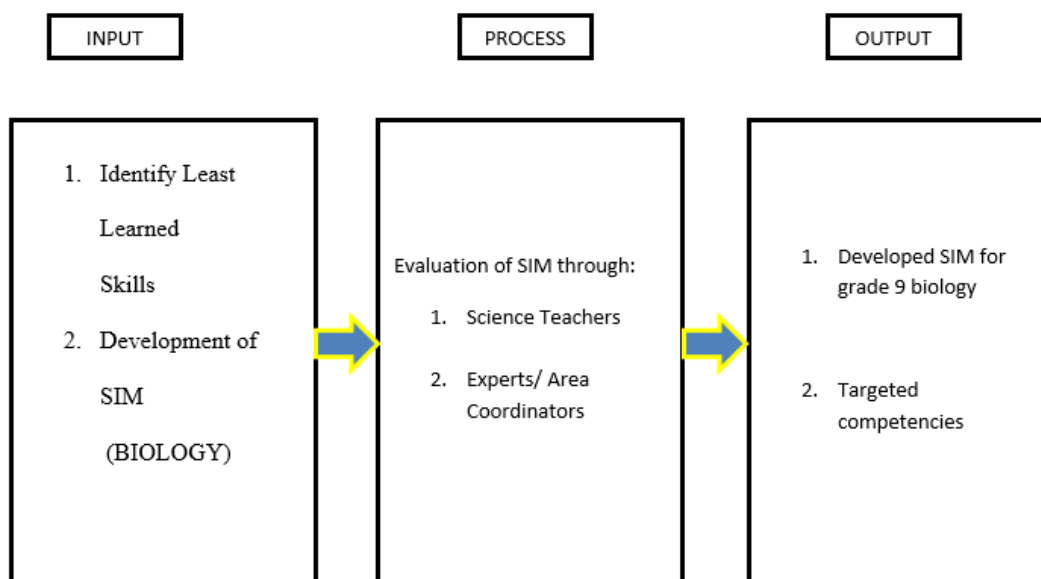 INPUT
PROCESS
OUTPUT
1. Identify Least
Learned
Skills
2. Development of
SIM
(BIOLOGY)
Evaluation of SIM through:
1. Science Teachers
2. Experts/ Area
Coordinators
1. Developed SIM for
grade 9 biology
2. Targeted
competencies